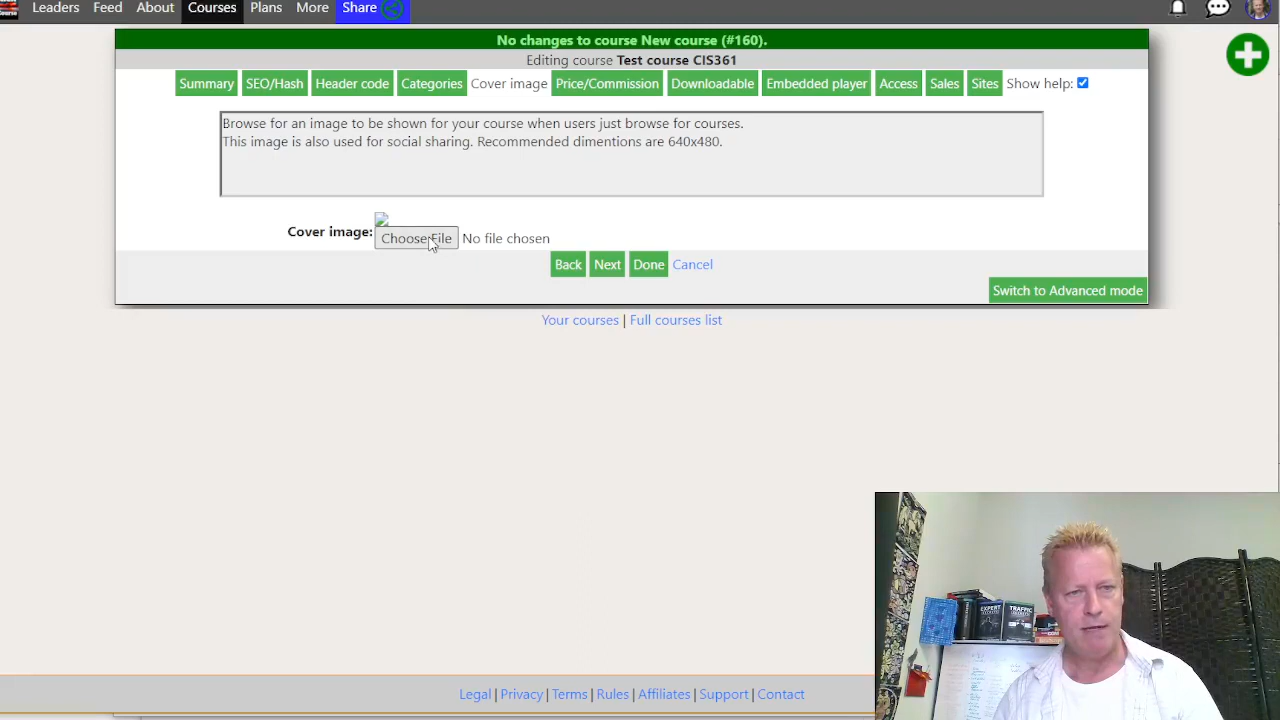 Leaders Feed About Courses Plans More Share
No changes to course New course (#160).
Editing course Test course CIS361
Summary SEO/Hash Header code Categories Cover image Price/Commission Downloadable Embedded player Access Sales Sites Show help:
Browse for an image to be shown for your course when users just browse for courses.
This image is also used for social sharing. Recommended dimentions are 640x480.
Cover image: Choose File No file chosen
Back Next Done Cancel
Switch to Advanced mode
Your courses | Full courses list
EXPERT
TRAFFIC
Legal | Privacy | Terms | Rules | Affiliates | Support | Contact